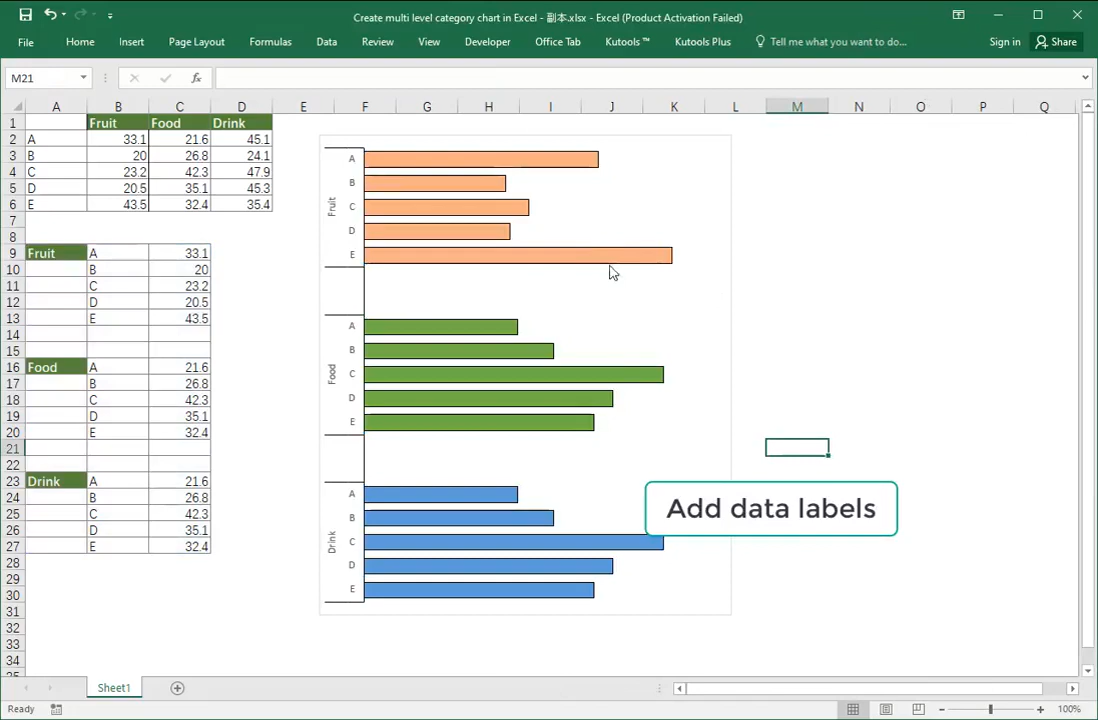 Create multi level category chart in Excel - 副本.xlsx - Excel (Product Activation Failed)
File Home Insert Page Layout Formulas Data Review View Developer Office Tab Kutools ™ Kutools Plus Tell me what you want to do... Sign in Share
M21 fx
A B C D E F G H I J K L M N O P Q
1 Fruit Food Drink
2 A 33.1 21.6 45.1
3 B 20 26.8 24.1
4 C 23.2 42.3 47.9
5 D 20.5 35.1 45.3
6 E 43.5 32.4 35.4
7
8
9 Fruit A 33.1
10 B 20
11 C 23.2
12 D 20.5
13 E 43.5
14
15
16 Food A 21.6
17 B 26.8
18 C 42.3
19 D 35.1
20 E 32.4
21
22
23 Drink A 21.6
24 B 26.8
25 C 42.3
26 D 35.1
27 E 32.4
28
29
30
31
32
33
34
35
Fruit
A
B
C
D
E
Food
A
B
C
D
E
Drink
A
B
C
D
E
Add data labels
Sheet1
Ready 100%